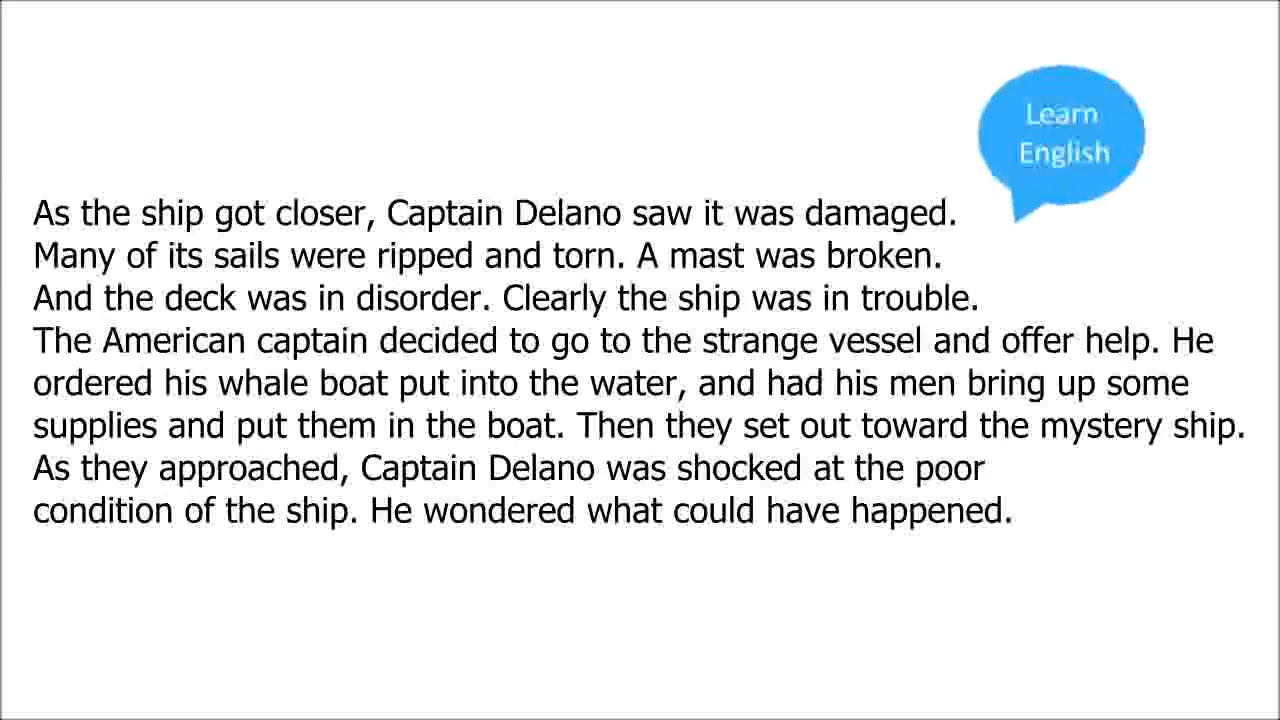 Learn
English
As the ship got closer, Captain Delano saw it was damaged.
Many of its sails were ripped and torn. A mast was broken.
And the deck was in disorder. Clearly the ship was in trouble.
The American captain decided to go to the strange vessel and offer help. He
ordered his whale boat put into the water, and had his men bring up some
supplies and put them in the boat. Then they set out toward the mystery ship.
As they approached, Captain Delano was shocked at the poor
condition of the ship. He wondered what could have happened.